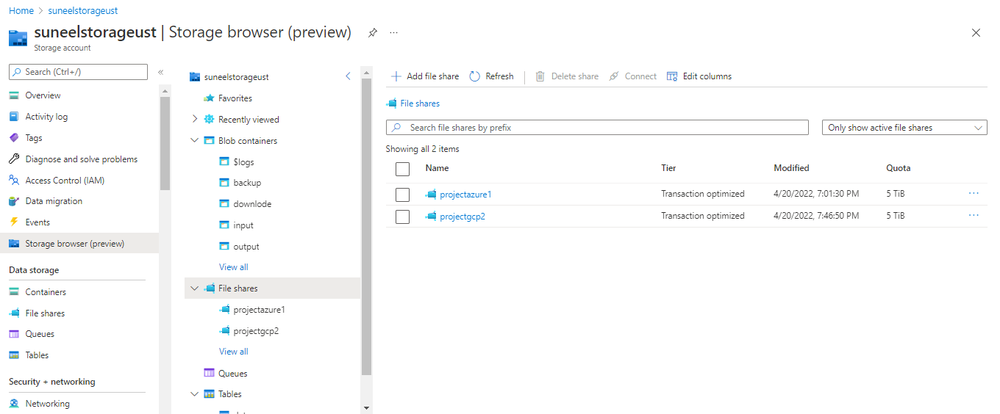 Home > suneelstorageust
suneelstorageust | Storage browser (preview)
Storage account
Search (Ctrl+/)
Overview
Activity log
Tags
Diagnose and solve problems
Access Control (IAM)
Data migration
Events
Storage browser (preview)
Data storage
Containers
File shares
Queues
Tables
Security + networking
Networking
suneelstorageust
Favorites
Recently viewed
Blob containers
$logs
backup
downlode
input
output
View all
File shares
projectazure1
projectgcp2
View all
Queues
Tables
Add file share Refresh Delete share Connect Edit columns
File shares
Search file shares by prefix Only show active file shares
Showing all 2 items
Name Tier Modified Quota
projectazure1 Transaction optimized 4/20/2022, 7:01:30 PM 5 TiB
projectgcp2 Transaction optimized 4/20/2022, 7:46:50 PM 5 TiB